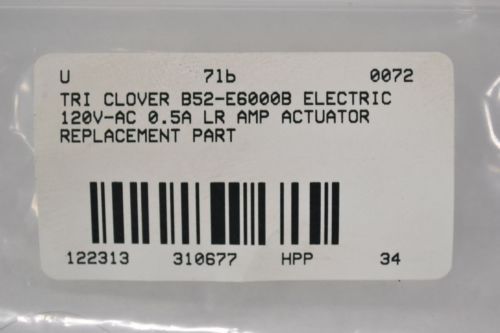 U 71b 0072
TRI CLOVER B52-E6000B ELECTRIC
120V-AC 0.5A LR AMP ACTUATOR
REPLACEMENT PART
122313 310677 HPP 34